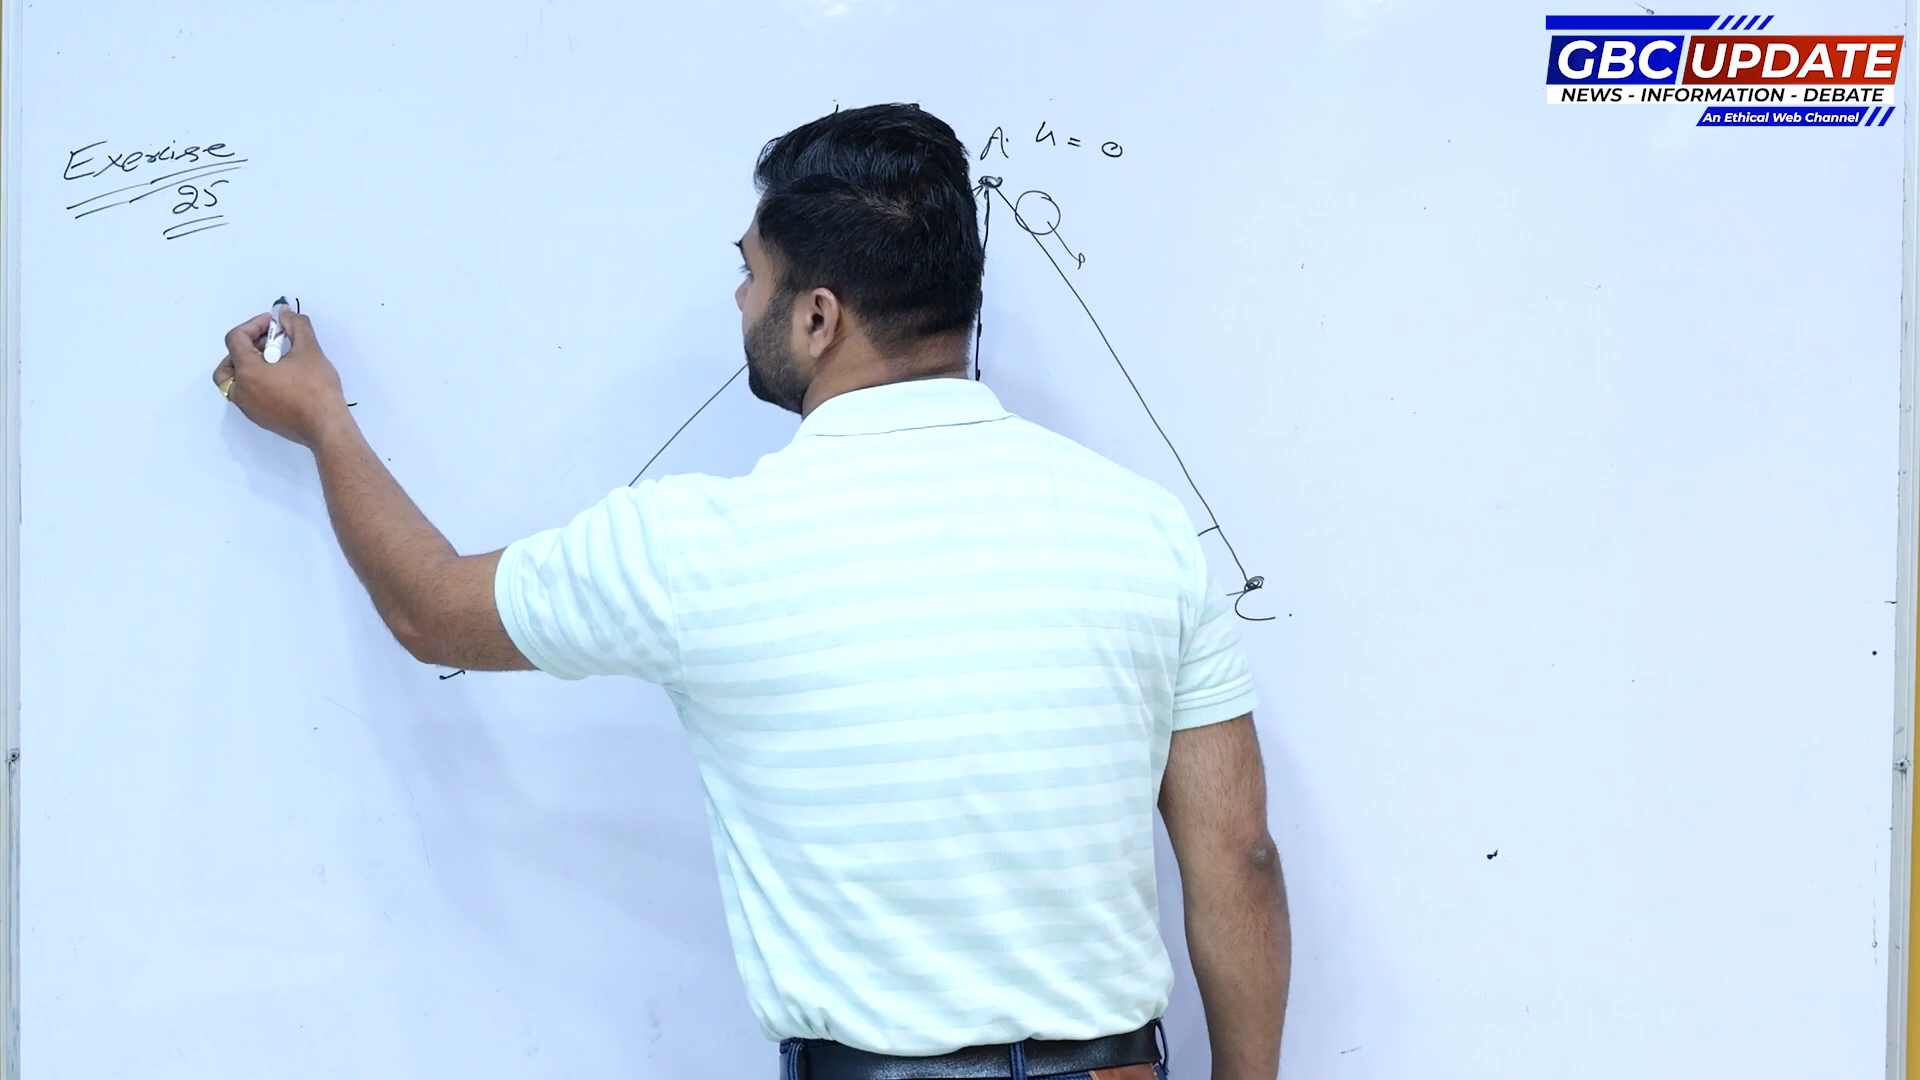 GBC UPDATE
NEWS - INFORMATION - DEBATE
An Ethical Web Channel
Exercise
25
A. u = 0
C.